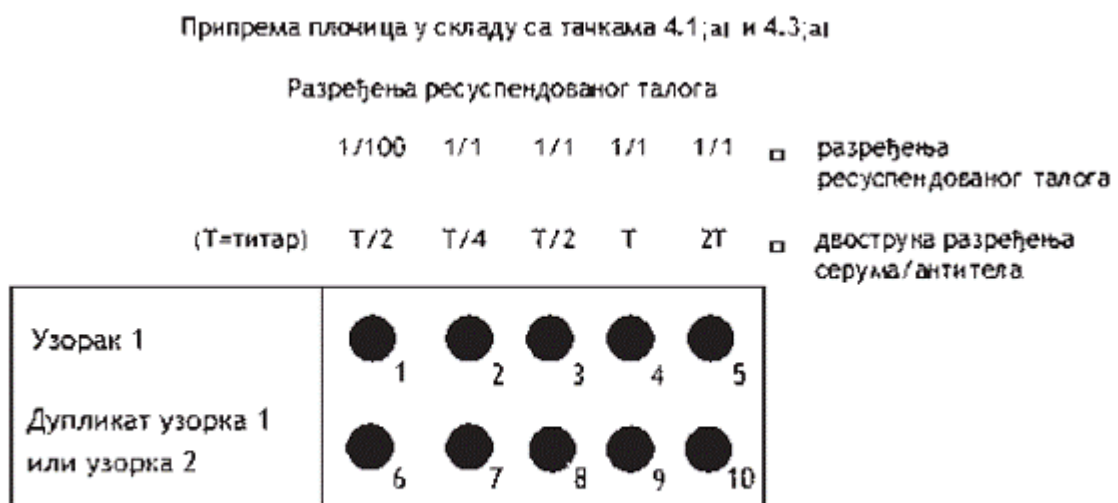 Припрема плочица у складу са тачкама 4.1;а) и 4.3;а)
Разређења ресуспендованог талога
1/100 1/1 1/1 1/1 1/1 □ разређења
ресуспендованог талога
(Т=титар) Т/2 Т/4 Т/2 Т 2Т □ двострука разређења
серума/антитела
Узорак 1
1 2 3 4 5
Дупликат узорка 1
или узорка 2
6 7 8 9 10